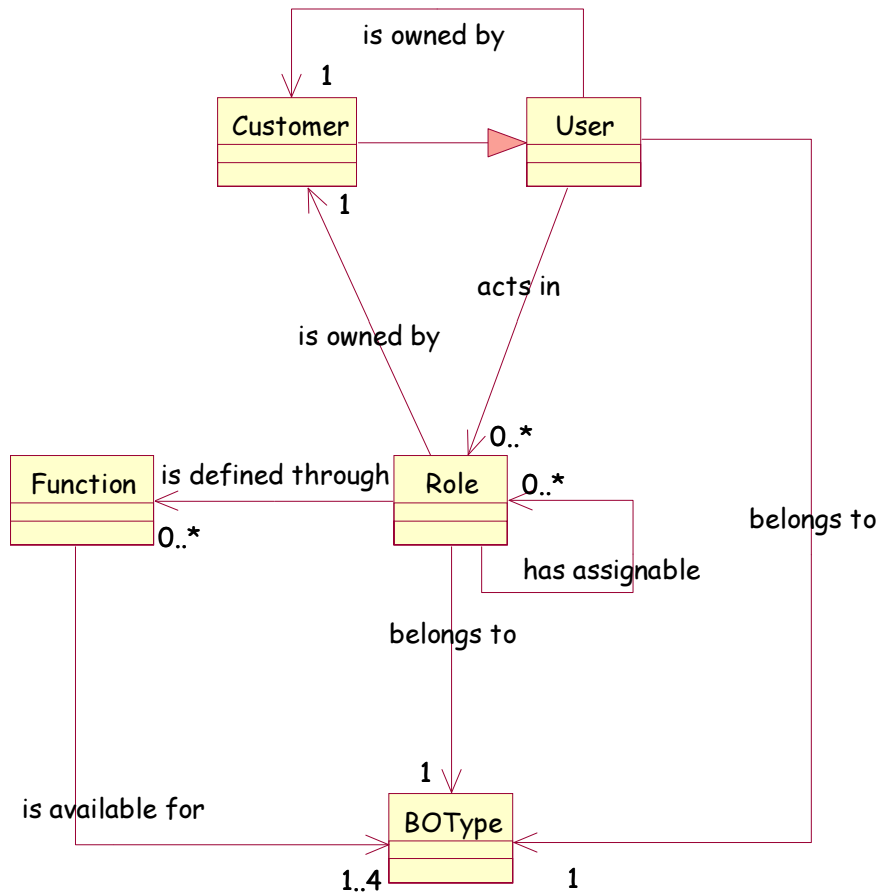 is owned by
1
Customer
User
1
acts in
is owned by
0..*
Function
is defined through
Role
0..*
0..*
belongs to
has assignable
belongs to
1
is available for
BOType
1..4
1